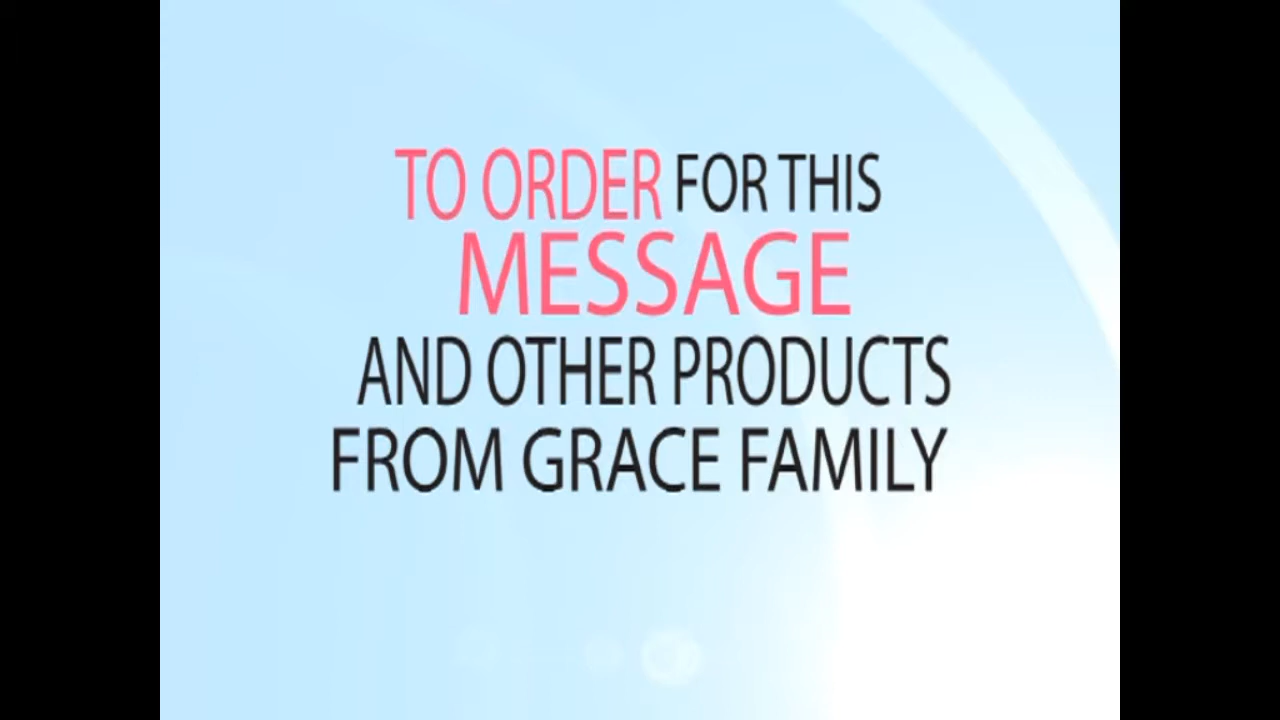 TO ORDER FOR THIS
MESSAGE
AND OTHER PRODUCTS
FROM GRACE FAMILY